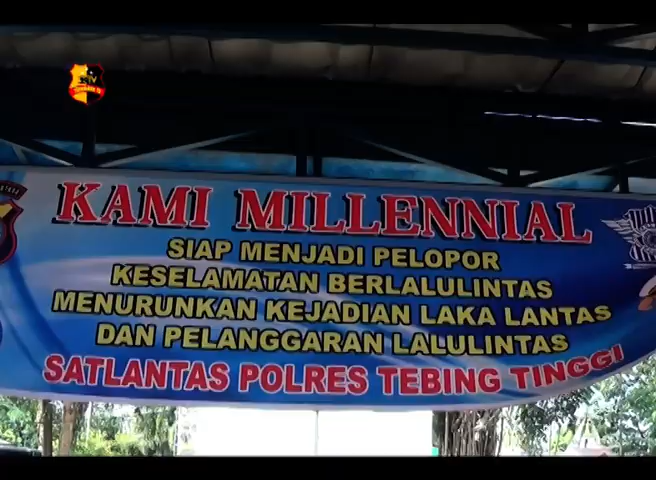 KAMI MILLENNIAL
SIAP MENJADI PELOPOR
KESELAMATAN BERLALULINTAS
MENURUNKAN KEJADIAN LAKA LANTAS
DAN PELANGGARAN LALULINTAS
SATLANTAS POLRES TEBING TINGGI